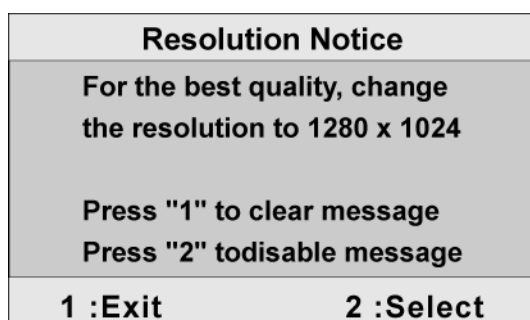 Resolution Notice
For the best quality, change
the resolution to 1280 x 1024
Press "1" to clear message
Press "2" todisable message
1 :Exit 2 :Select